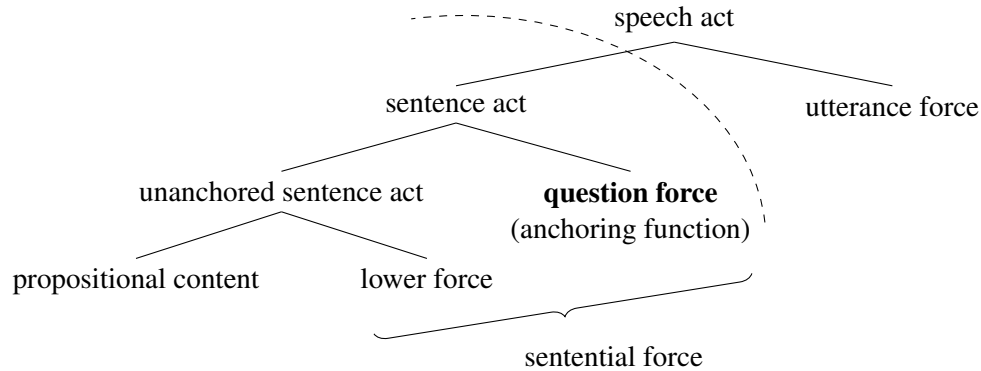 speech act
sentence act
utterance force
unanchored sentence act
question force
(anchoring function)
propositional content
lower force
sentential force